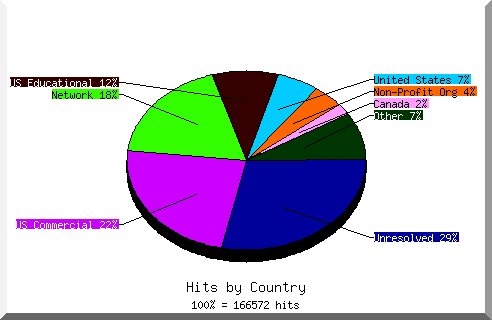 United States 7%
US Educational 12%
Non-Profit Org 4%
Network 18%
Canada 2%
Other 7%
US Commercial 22%
Unresolved 29%
Hits by Country
100% = 166572 hits